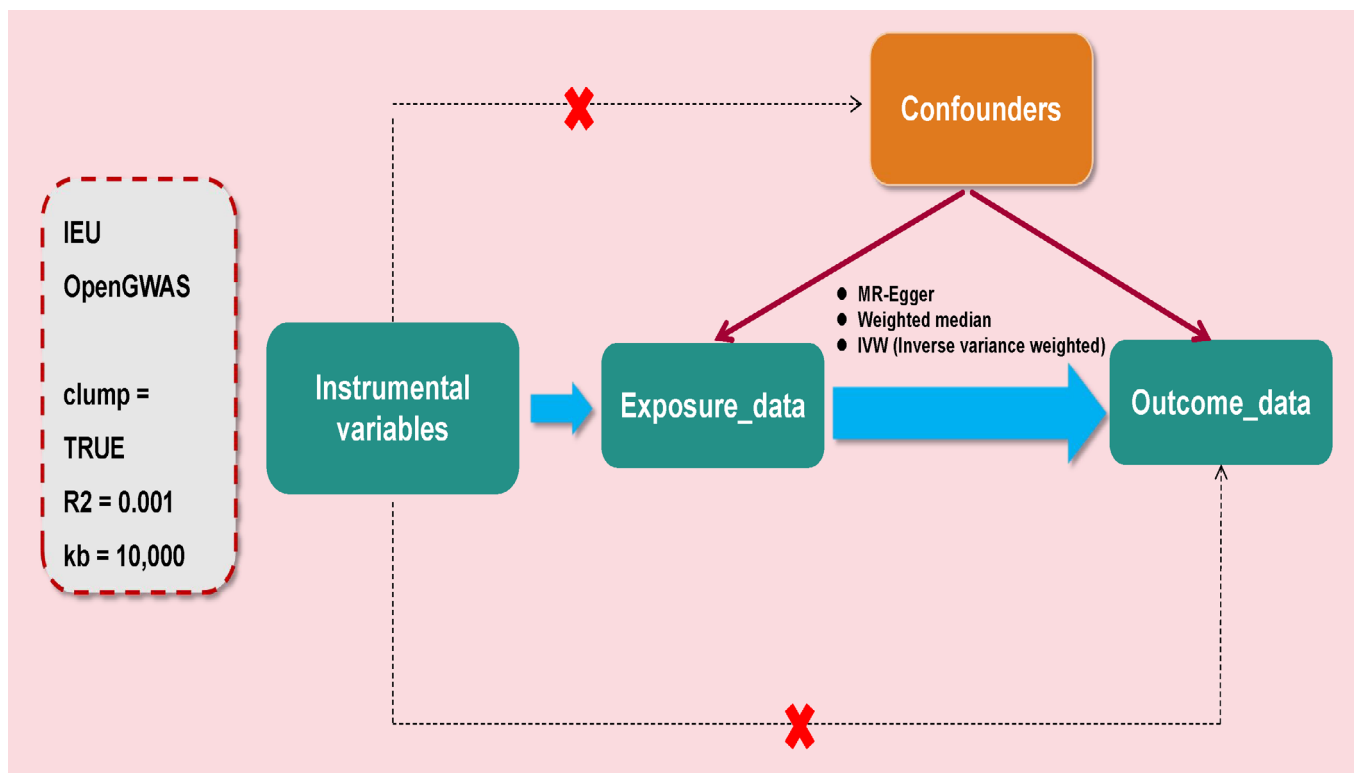 IEU
OpenGWAS
clump =
TRUE
R2 = 0.001
kb = 10,000
Instrumental
variables
Confounders
● MR-Egger
● Weighted median
● IVW (Inverse variance weighted)
Exposure_data
Outcome_data